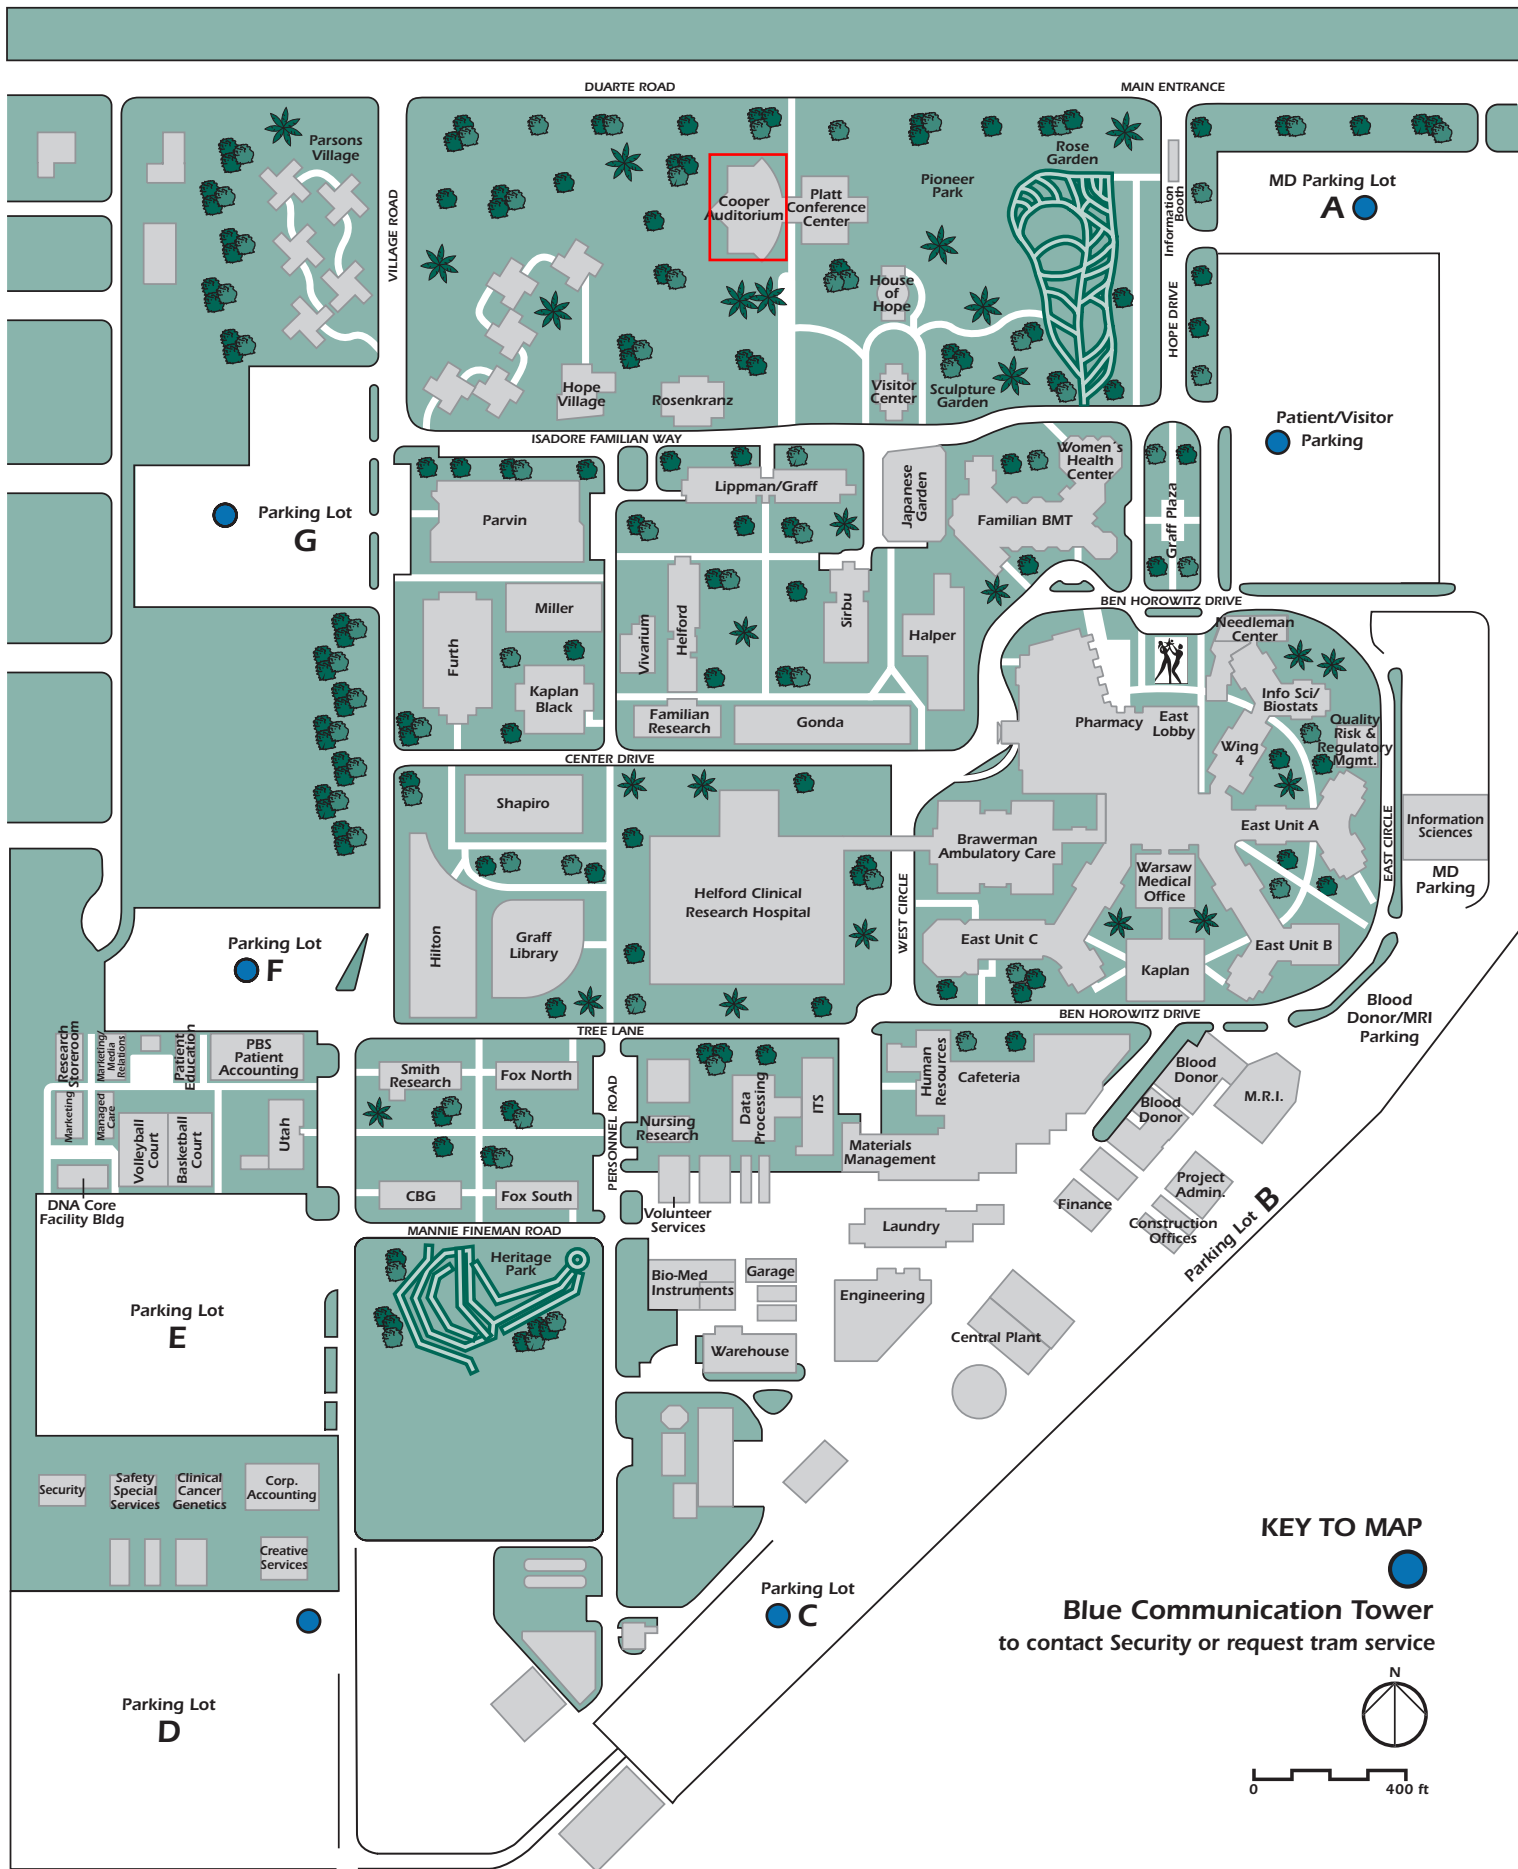 DUARTE ROAD
MAIN ENTRANCE
Parsons
Village
VILLAGE ROAD
Cooper
Auditorium
Platt
Conference
Center
Pioneer
Park
Rose
Garden
Information
Booth
MD Parking Lot
A
HOPE DRIVE
House
of
Hope
Hope
Village
Rosenkranz
Visitor
Center
Sculpture
Garden
Patient/Visitor
Parking
ISADORE FAMILIAN WAY
Parking Lot
G
Parvin
Lippman/Graff
Japanese
Garden
Women´s
Health
Center
Familian BMT
Graff Plaza
BEN HOROWITZ DRIVE
Miller
Furth
Kaplan
Black
Vivarium
Helford
Sirbu
Halper
Familian
Research
Gonda
Needleman
Center
Info Sci/
Biostats
Pharmacy
East
Lobby
Wing
4
Quality
Risk &
Regulatory
Mgmt.
CENTER DRIVE
Shapiro
Hilton
Graff
Library
Helford Clinical
Research Hospital
WEST CIRCLE
Brawerman
Ambulatory Care
East Unit A
Warsaw
Medical
Office
East Unit C
Kaplan
East Unit B
EAST CIRCLE
Information
Sciences
MD
Parking
Parking Lot
F
TREE LANE
BEN HOROWITZ DRIVE
Blood
Donor/MRI
Parking
Research
Storeroom
Marketing/
Media
Relations
Patient
Education
PBS
Patient
Accounting
Marketing
Managed
Care
Volleyball
Court
Basketball
Court
Utah
DNA Core
Facility Bldg
Smith
Research
Fox North
CBG
Fox South
PERSONNEL ROAD
Nursing
Research
Data
Processing
ITS
Human
Resources
Cafeteria
Materials
Management
Blood
Donor
Blood
Donor
M.R.I.
Project
Admin.
Finance
Construction
Offices
Parking Lot B
Volunteer
Services
Laundry
MANNIE FINEMAN ROAD
Heritage
Park
Bio-Med
Instruments
Garage
Warehouse
Engineering
Central Plant
Parking Lot
E
Security
Safety
Special
Services
Clinical
Cancer
Genetics
Corp.
Accounting
Creative
Services
Parking Lot
C
Parking Lot
D
KEY TO MAP
Blue Communication Tower
to contact Security or request tram service
N
0 400 ft